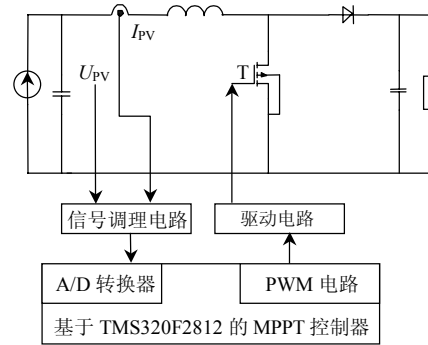 I_PV
U_PV
T
信号调理电路
驱动电路
A/D 转换器
PWM 电路
基于 TMS320F2812 的 MPPT 控制器